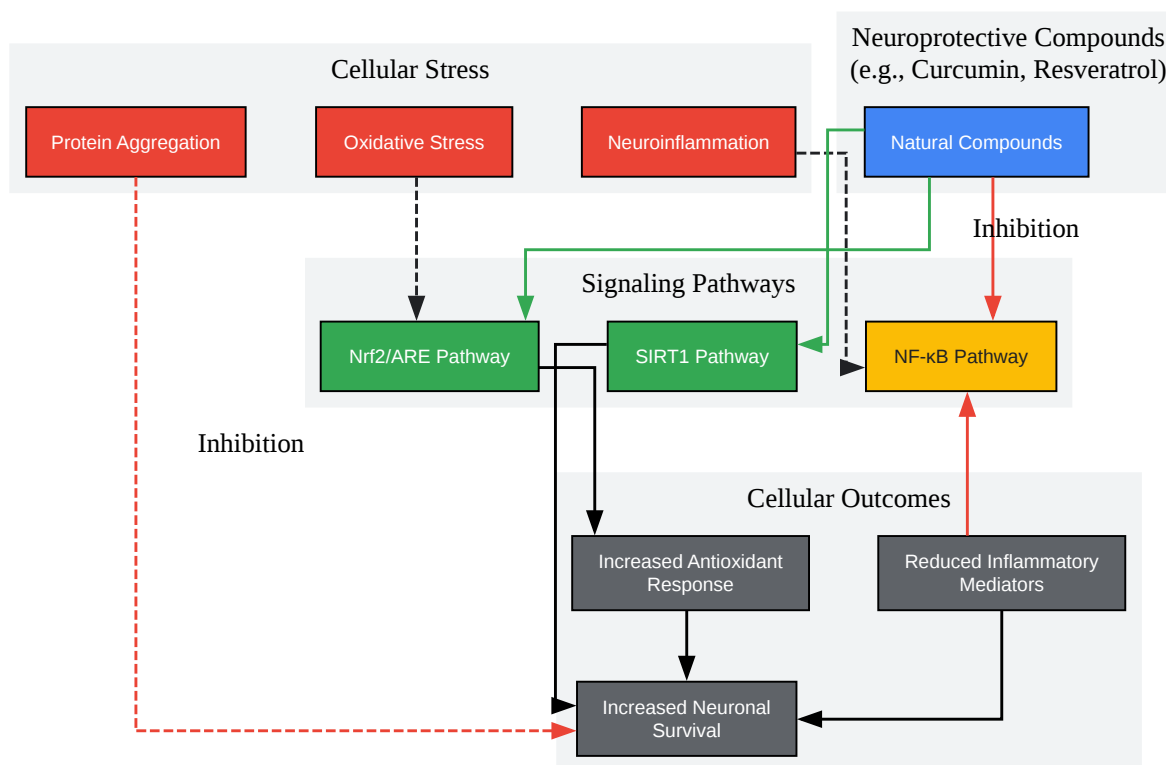 Neuroprotective Compounds
(e.g., Curcumin, Resveratrol)
Cellular Stress
Protein Aggregation
Oxidative Stress
Neuroinflammation
Natural Compounds
Inhibition
Signaling Pathways
Nrf2/ARE Pathway
SIRT1 Pathway
NF-κB Pathway
Inhibition
Cellular Outcomes
Increased Antioxidant
Response
Reduced Inflammatory
Mediators
Increased Neuronal
Survival